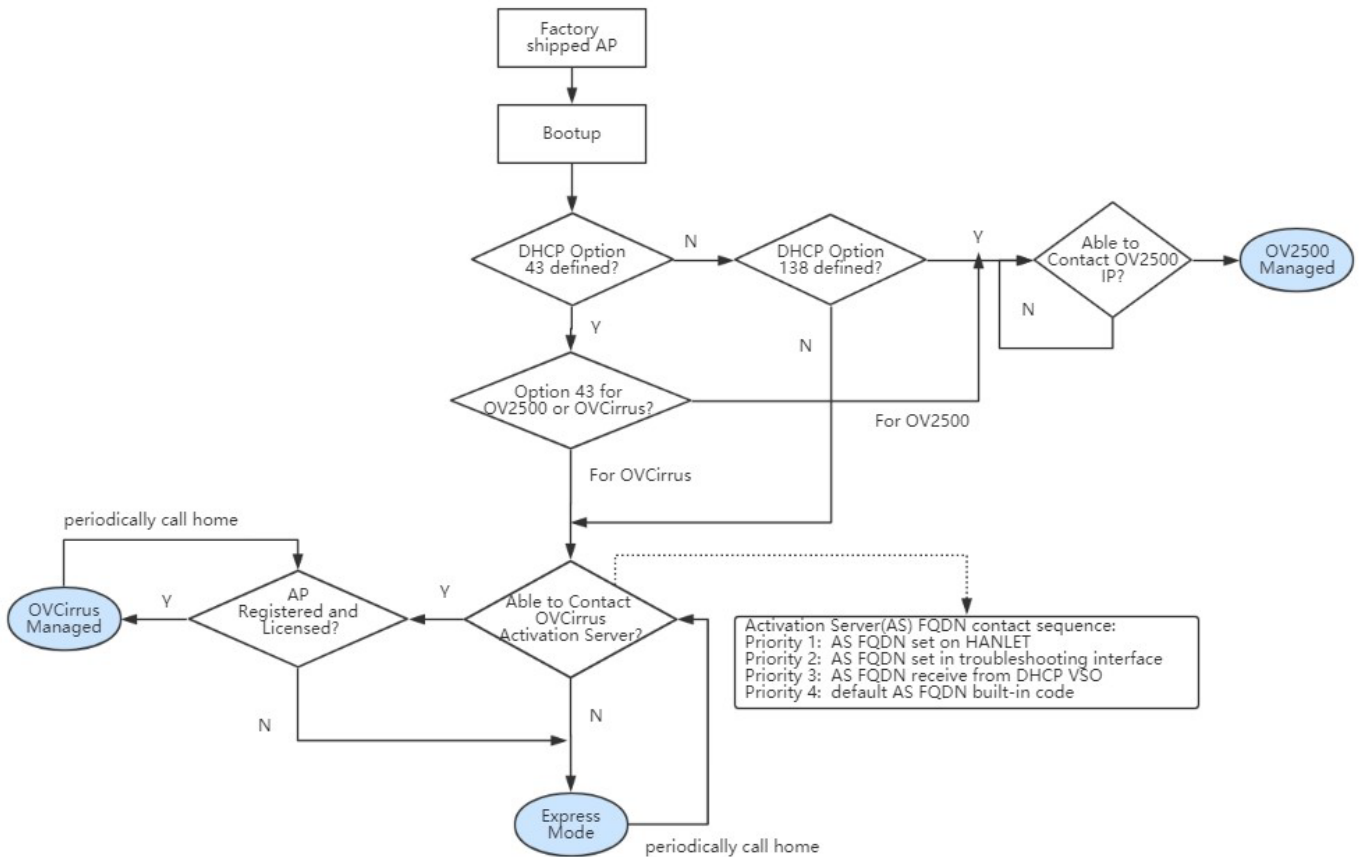 Factory
shipped AP
Bootup
DHCP Option
43 defined?
N
DHCP Option
138 defined?
Y
Able to
Contact OV2500
IP?
OV2500
Managed
N
Y
N
Option 43 for
OV2500 or OVCirrus?
For OV2500
For OVCirrus
periodically call home
OVCirrus
Managed
Y
AP
Registered and
Licensed?
Y
Able to Contact
OVCirrus
Activation Server?
Activation Server(AS) FQDN contact sequence:
Priority 1: AS FQDN set on HANLET
Priority 2: AS FQDN set in troubleshooting interface
Priority 3: AS FQDN receive from DHCP VSO
Priority 4: default AS FQDN built-in code
N
N
Express
Mode
periodically call home